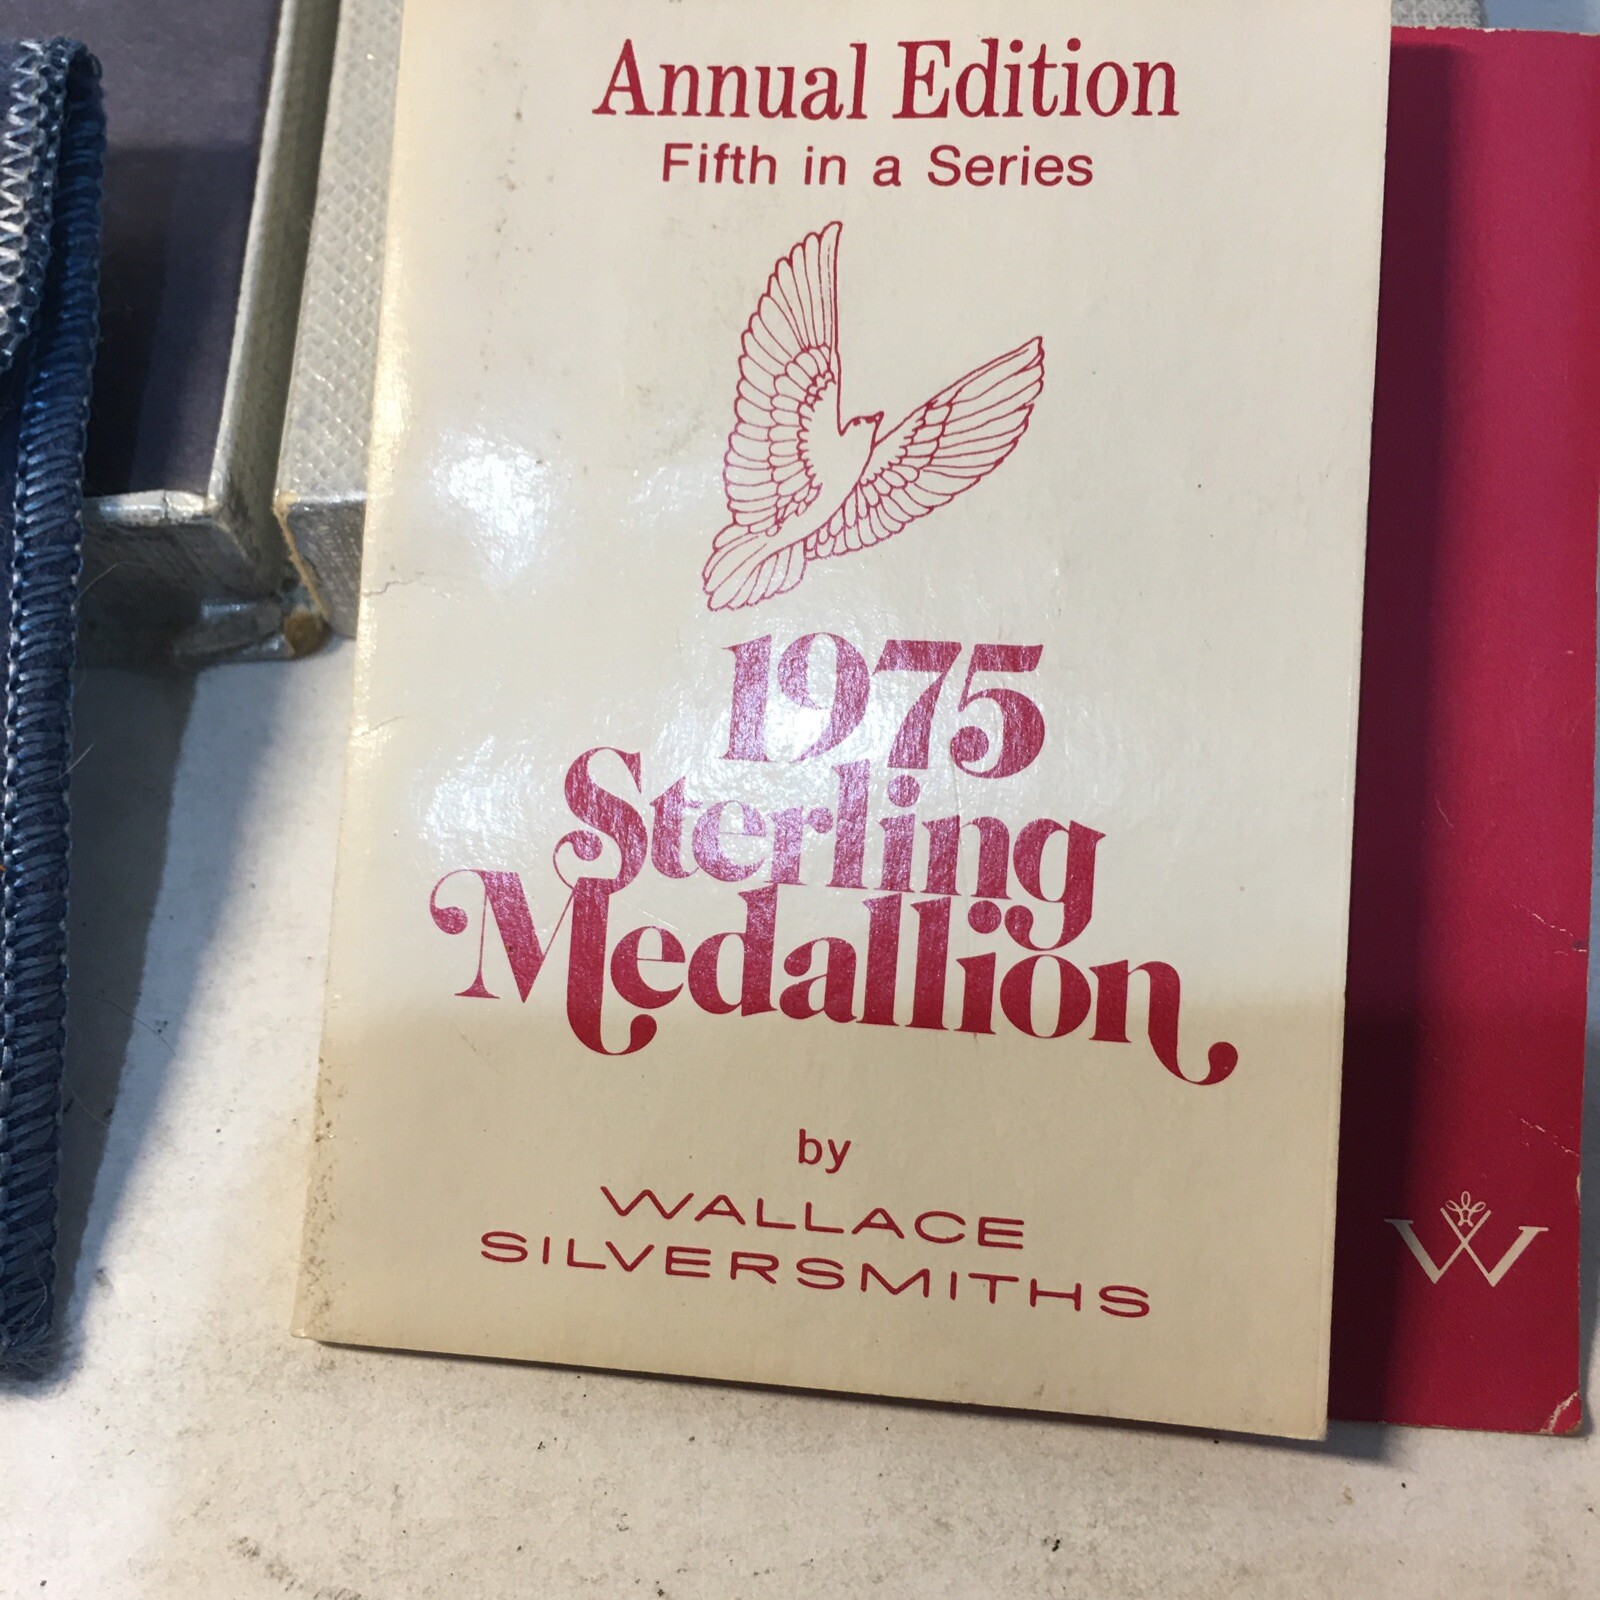 Annual Edition
Fifth in a Series
1975
Sterling
Medallion
by
WALLACE
SILVERSMITHS
W